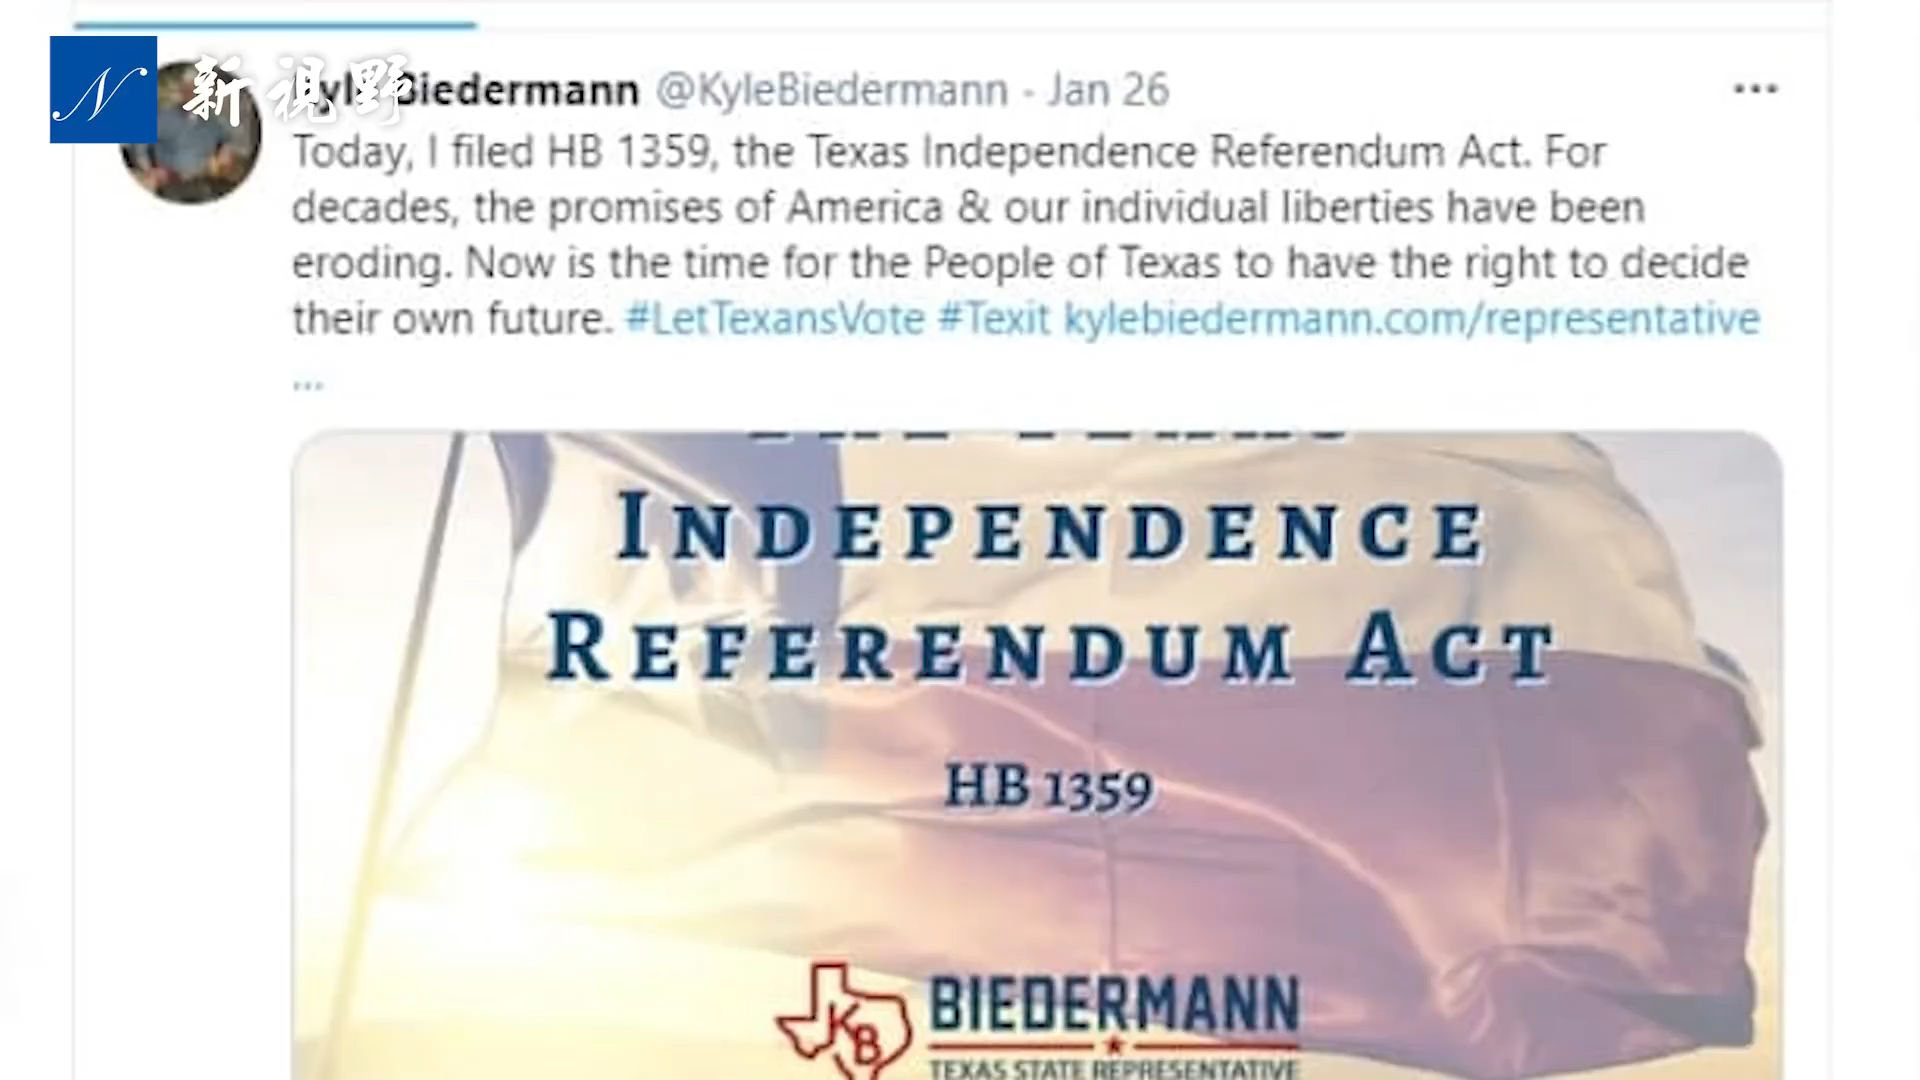 N 新視野
Kyle Biedermann @KyleBiedermann · Jan 26
Today, I filed HB 1359, the Texas Independence Referendum Act. For
decades, the promises of America & our individual liberties have been
eroding. Now is the time for the People of Texas to have the right to decide
their own future. #LetTexansVote #Texit kylebiedermann.com/representative
...
INDEPENDENCE
REFERENDUM ACT
HB 1359
KB
BIEDERMANN
TEXAS STATE REPRESENTATIVE